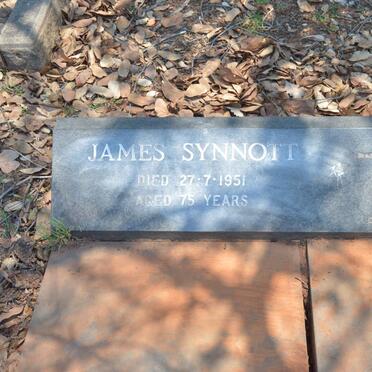 JAMES SYNNOTT
DIED 27·7·1951
AGED 75 YEARS